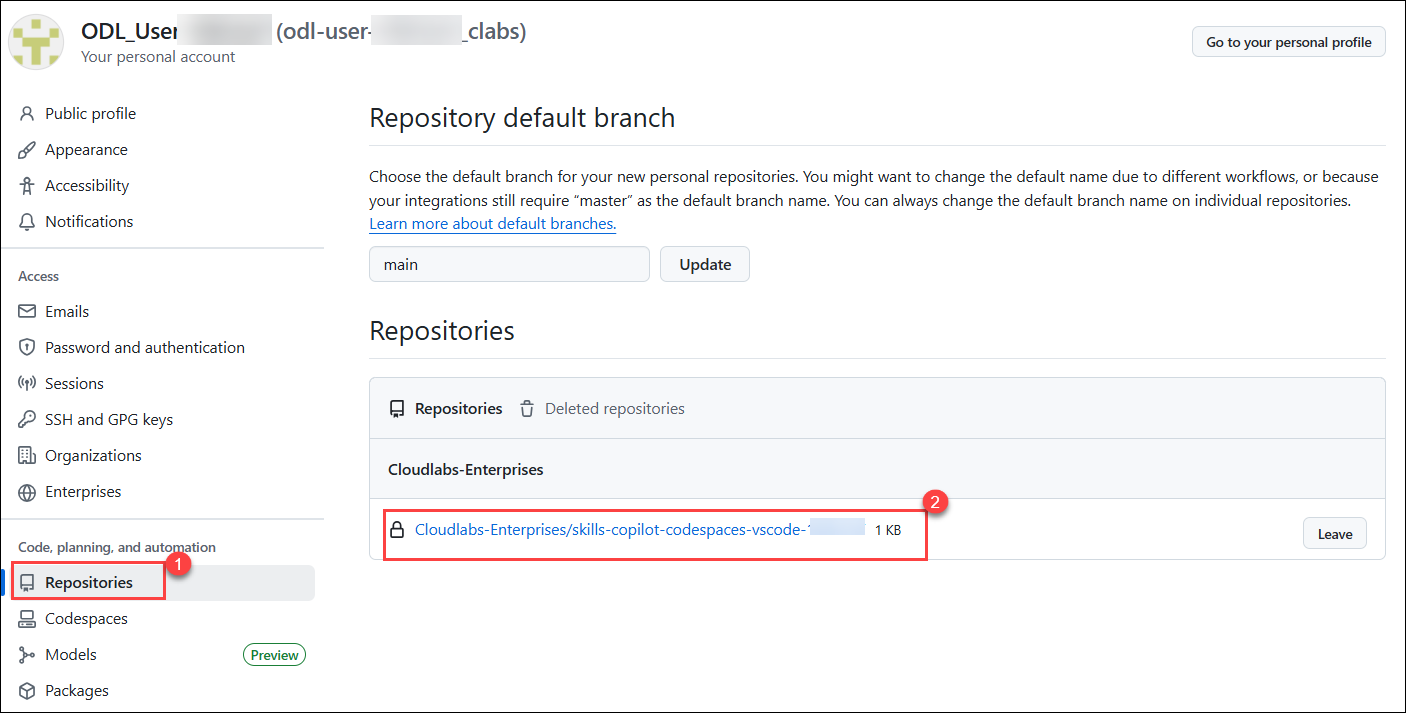 ODL_User (odl-user-_clabs)
Your personal account
Go to your personal profile
Public profile
Appearance
Accessibility
Notifications
Access
Emails
Password and authentication
Sessions
SSH and GPG keys
Organizations
Enterprises
Code, planning, and automation
1
Repositories
Codespaces
Models Preview
Packages
Repository default branch
Choose the default branch for your new personal repositories. You might want to change the default name due to different workflows, or because
your integrations still require “master” as the default branch name. You can always change the default branch name on individual repositories.
Learn more about default branches.
main Update
Repositories
Repositories Deleted repositories
Cloudlabs-Enterprises
2
Cloudlabs-Enterprises/skills-copilot-codespaces-vscode- 1 KB Leave